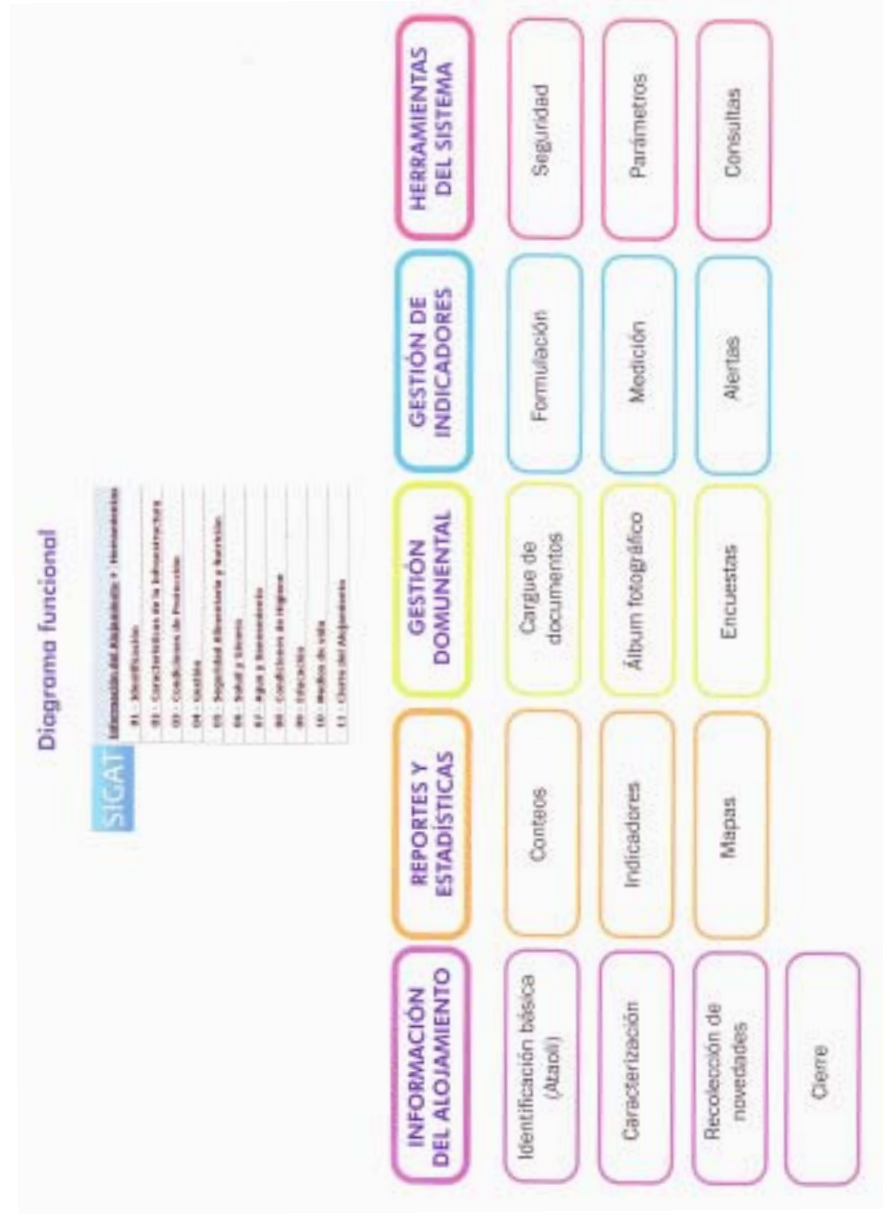 Diagrama funcional
SIGAT
Información del Alojamiento
01 - Identificación
02 - Características de la Infraestructura
03 - Condiciones de Protección
04 - Gestión
05 - Seguridad Alimentaria y Nutrición
06 - Salud y
07 - Agua y Saneamiento
08 - Condiciones de Higiene
09 - Educación
10 - Medios de vida
11 - Cierre del Alojamiento
INFORMACIÓN
DEL ALOJAMIENTO
Identificación básica
(Ataoli)
Caracterización
Recolección de
novedades
Cierre
REPORTES Y
ESTADÍSTICAS
Conteos
Indicadores
Mapas
GESTIÓN
DOMUNENTAL
Cargue de
documentos
Álbum fotográfico
Encuestas
GESTIÓN DE
INDICADORES
Formulación
Medición
Alertas
HERRAMIENTAS
DEL SISTEMA
Seguridad
Parámetros
Consultas